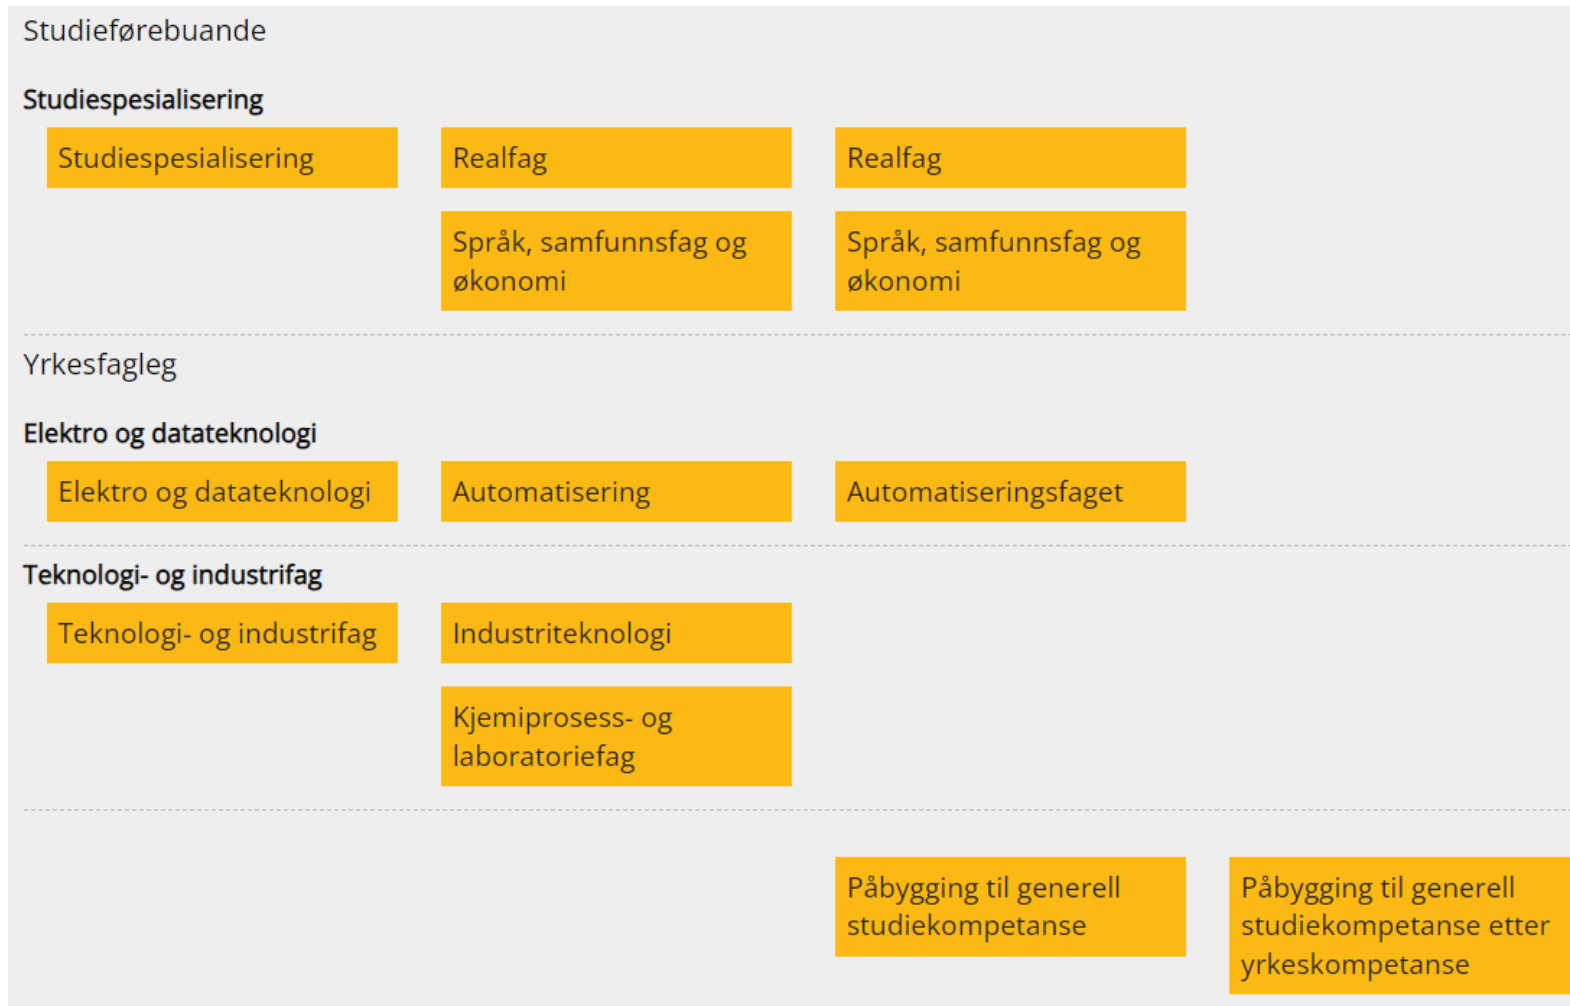 Studieførebuande
Studiespesialisering
Studiespesialisering
Realfag
Realfag
Språk, samfunnsfag og
økonomi
Språk, samfunnsfag og
økonomi
Yrkesfagleg
Elektro og datateknologi
Elektro og datateknologi
Automatisering
Automatiseringsfaget
Teknologi- og industrifag
Teknologi- og industrifag
Industriteknologi
Kjemiprosess- og
laboratoriefag
Påbygging til generell
studiekompetanse
Påbygging til generell
studiekompetanse etter
yrkeskompetanse